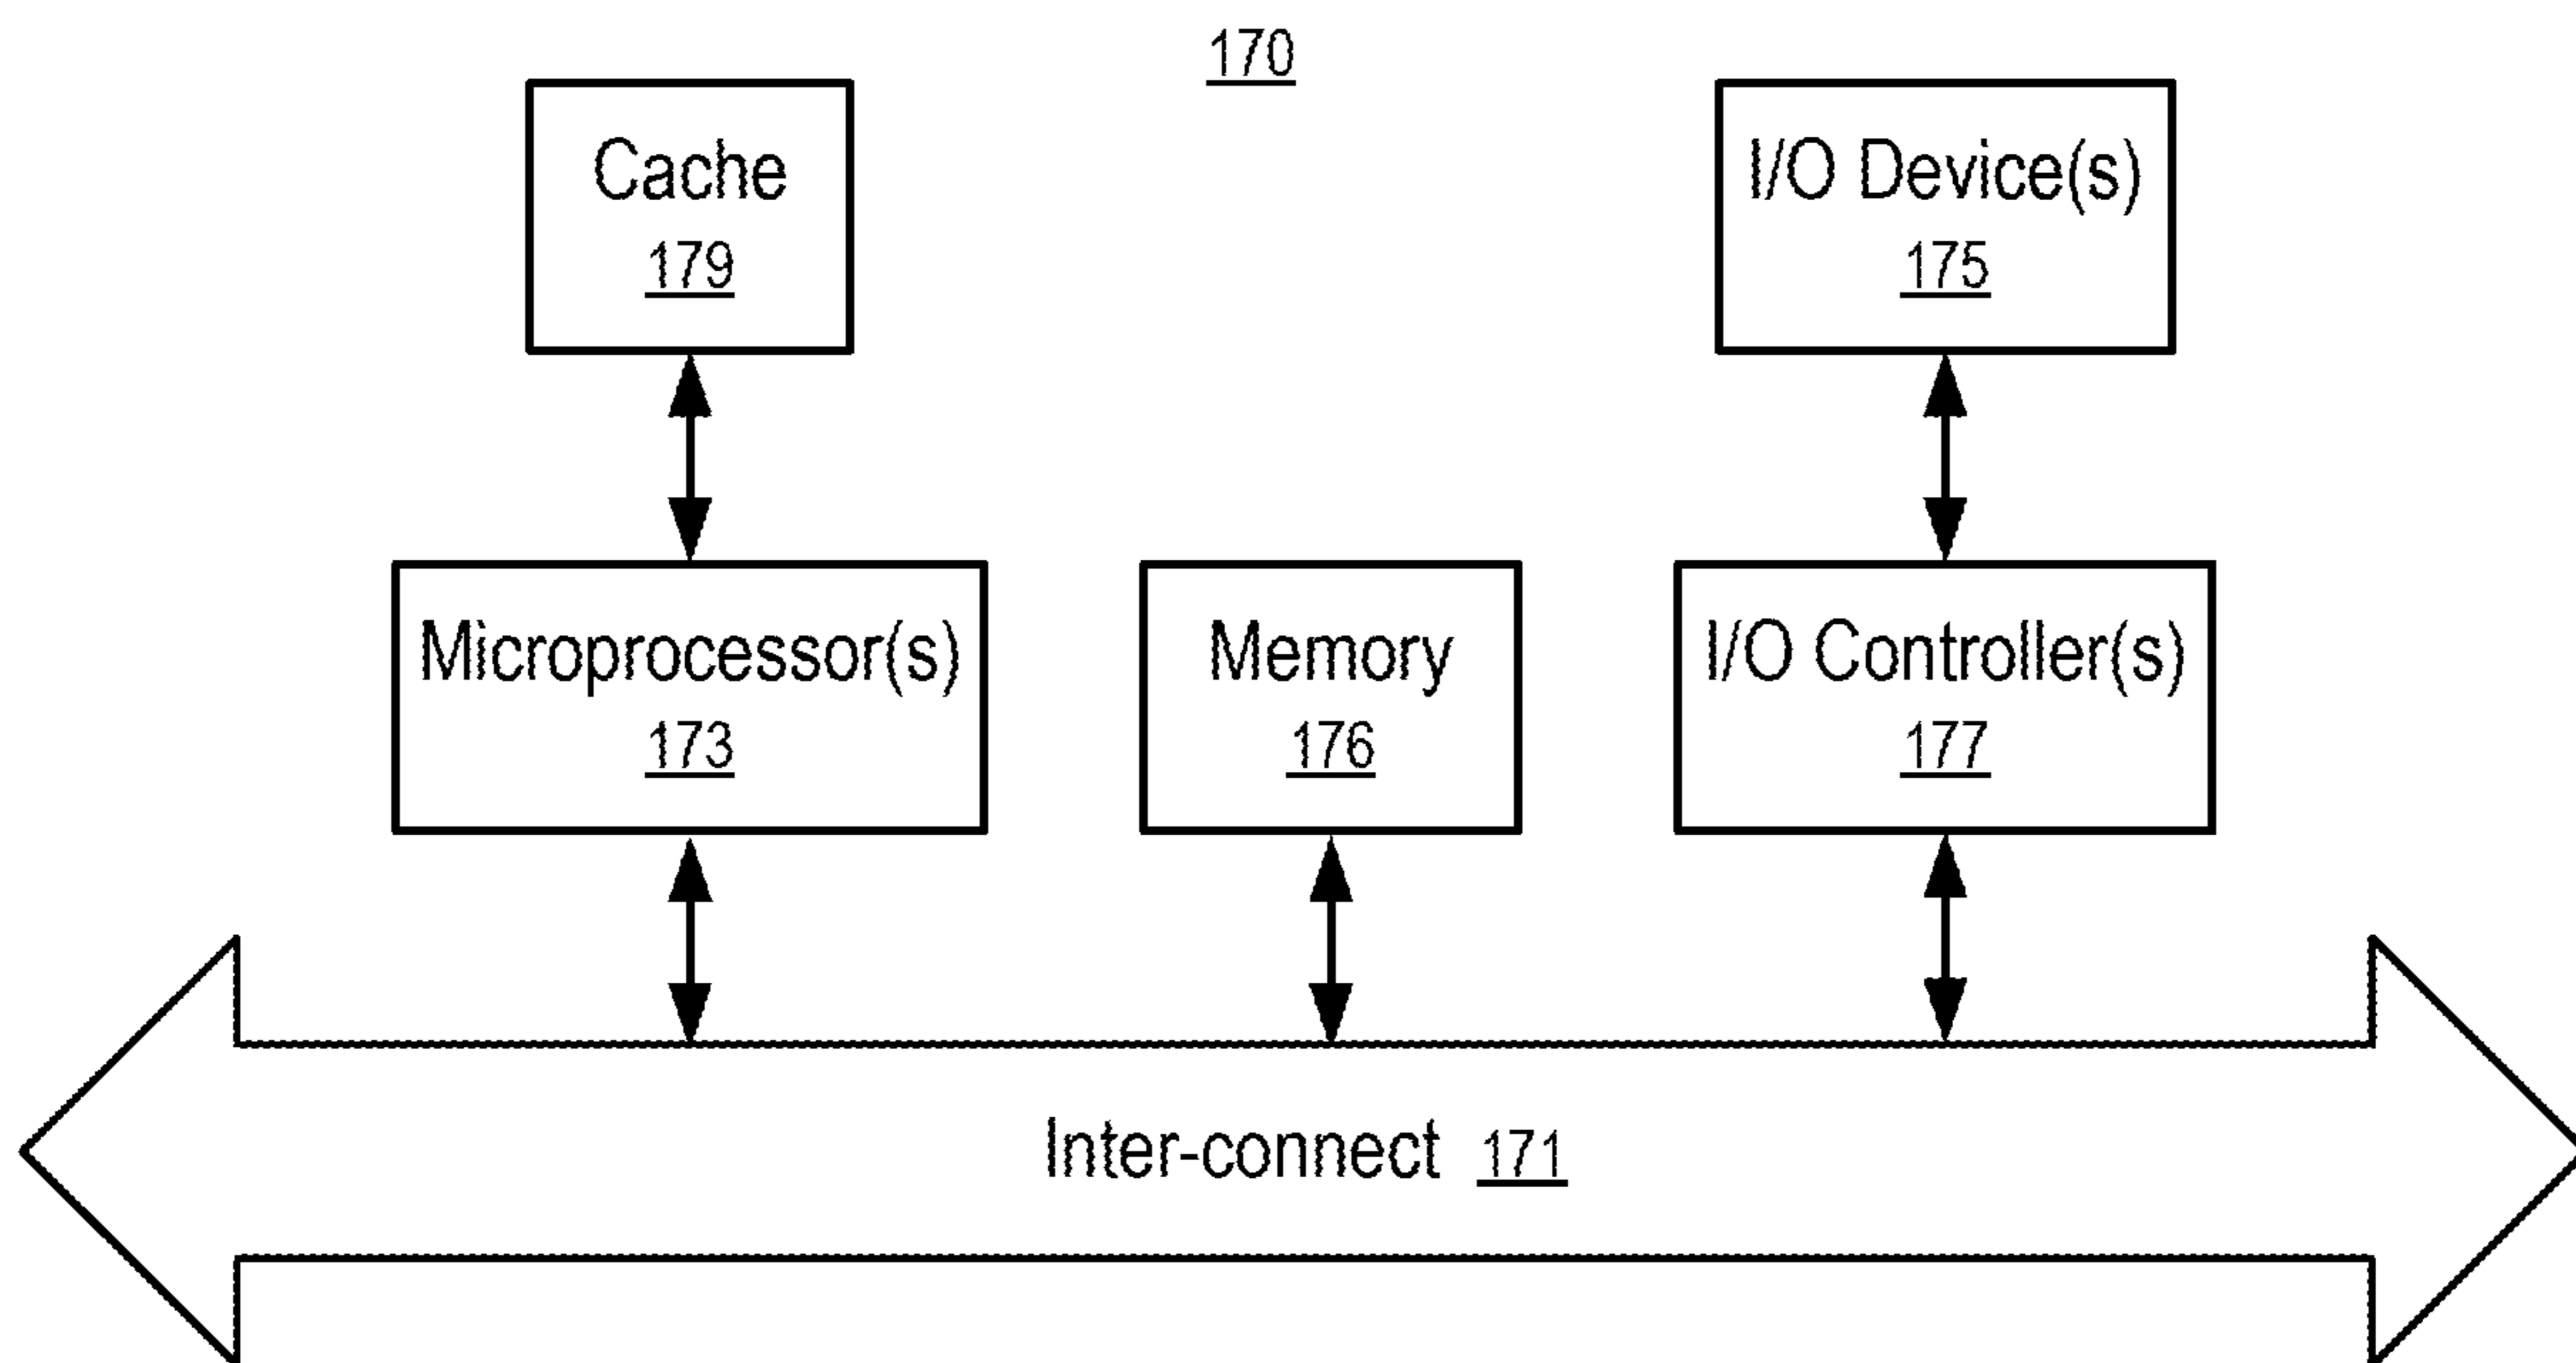 170
Cache
179
I/O Device(s)
175
Microprocessor(s)
173
Memory
176
I/O Controller(s)
177
Inter-connect 171